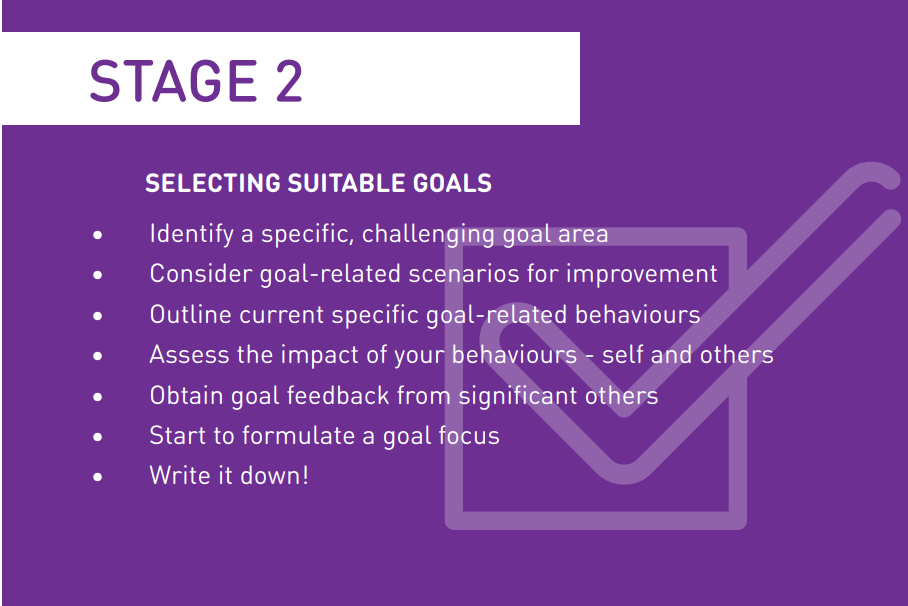 STAGE 2
SELECTING SUITABLE GOALS
• Identify a specific, challenging goal area
• Consider goal-related scenarios for improvement
• Outline current specific goal-related behaviours
• Assess the impact of your behaviours - self and others
• Obtain goal feedback from significant others
• Start to formulate a goal focus
• Write it down!